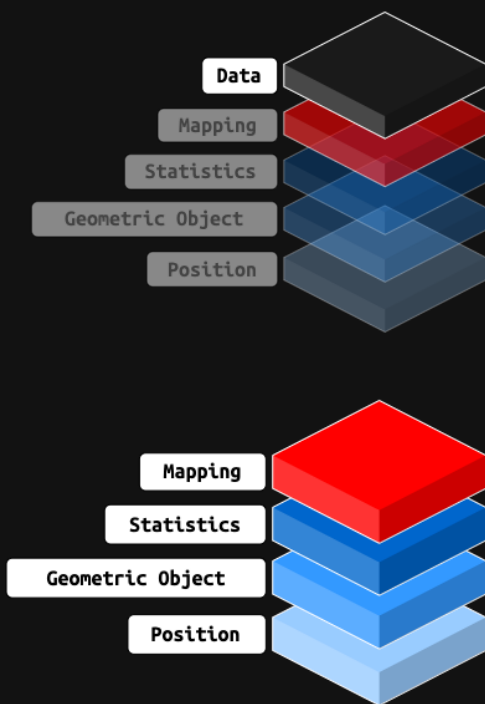 Data
Mapping
Statistics
Geometric Object
Position
Mapping
Statistics
Geometric Object
Position